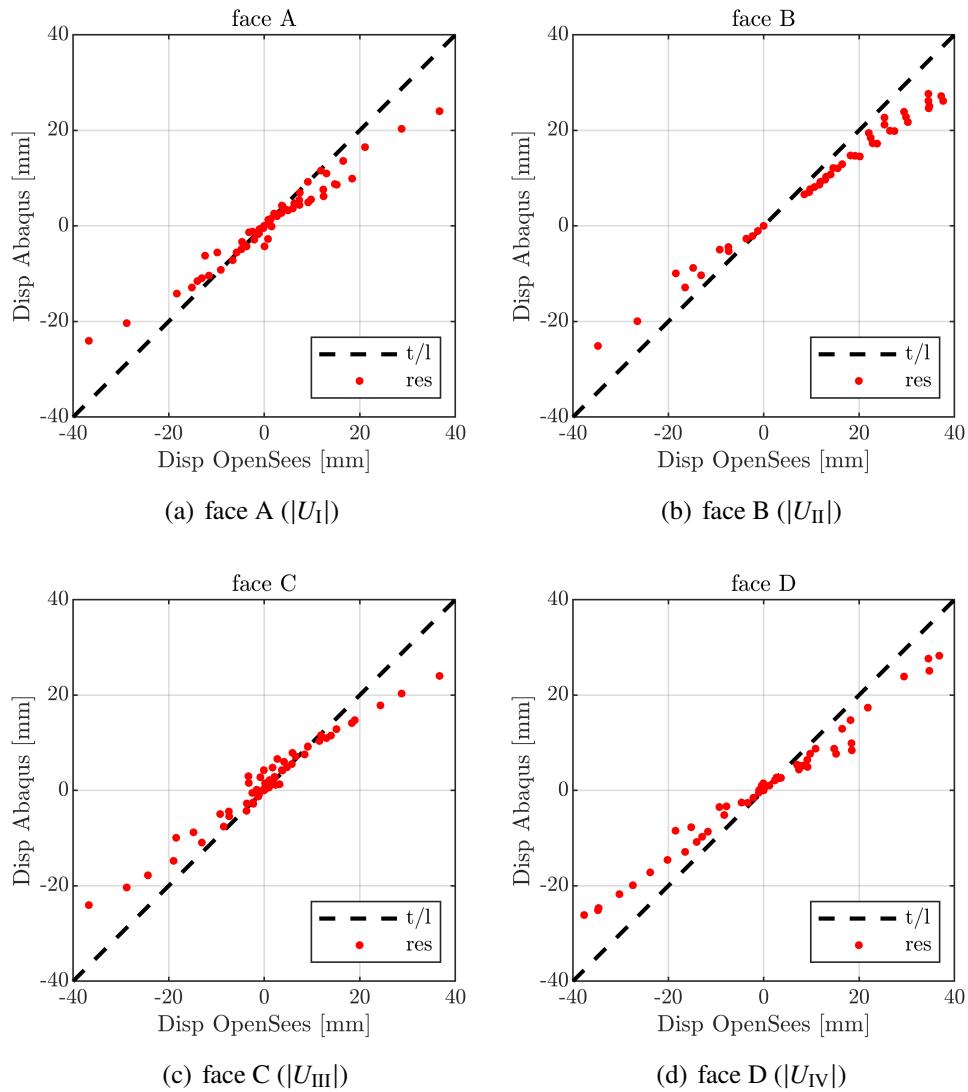 face A
face B
40
20
0
-20
-40
Disp Abaqus [mm]
t/l
res
-40
-20
0
20
40
Disp OpenSees [mm]
40
20
0
-20
-40
Disp Abaqus [mm]
t/l
res
-40
-20
0
20
40
Disp OpenSees [mm]
(a) face A (|U_I|)
(b) face B (|U_II|)
face C
face D
40
20
0
-20
-40
Disp Abaqus [mm]
t/l
res
-40
-20
0
20
40
Disp OpenSees [mm]
40
20
0
-20
-40
Disp Abaqus [mm]
t/l
res
-40
-20
0
20
40
Disp OpenSees [mm]
(c) face C (|U_III|)
(d) face D (|U_IV|)